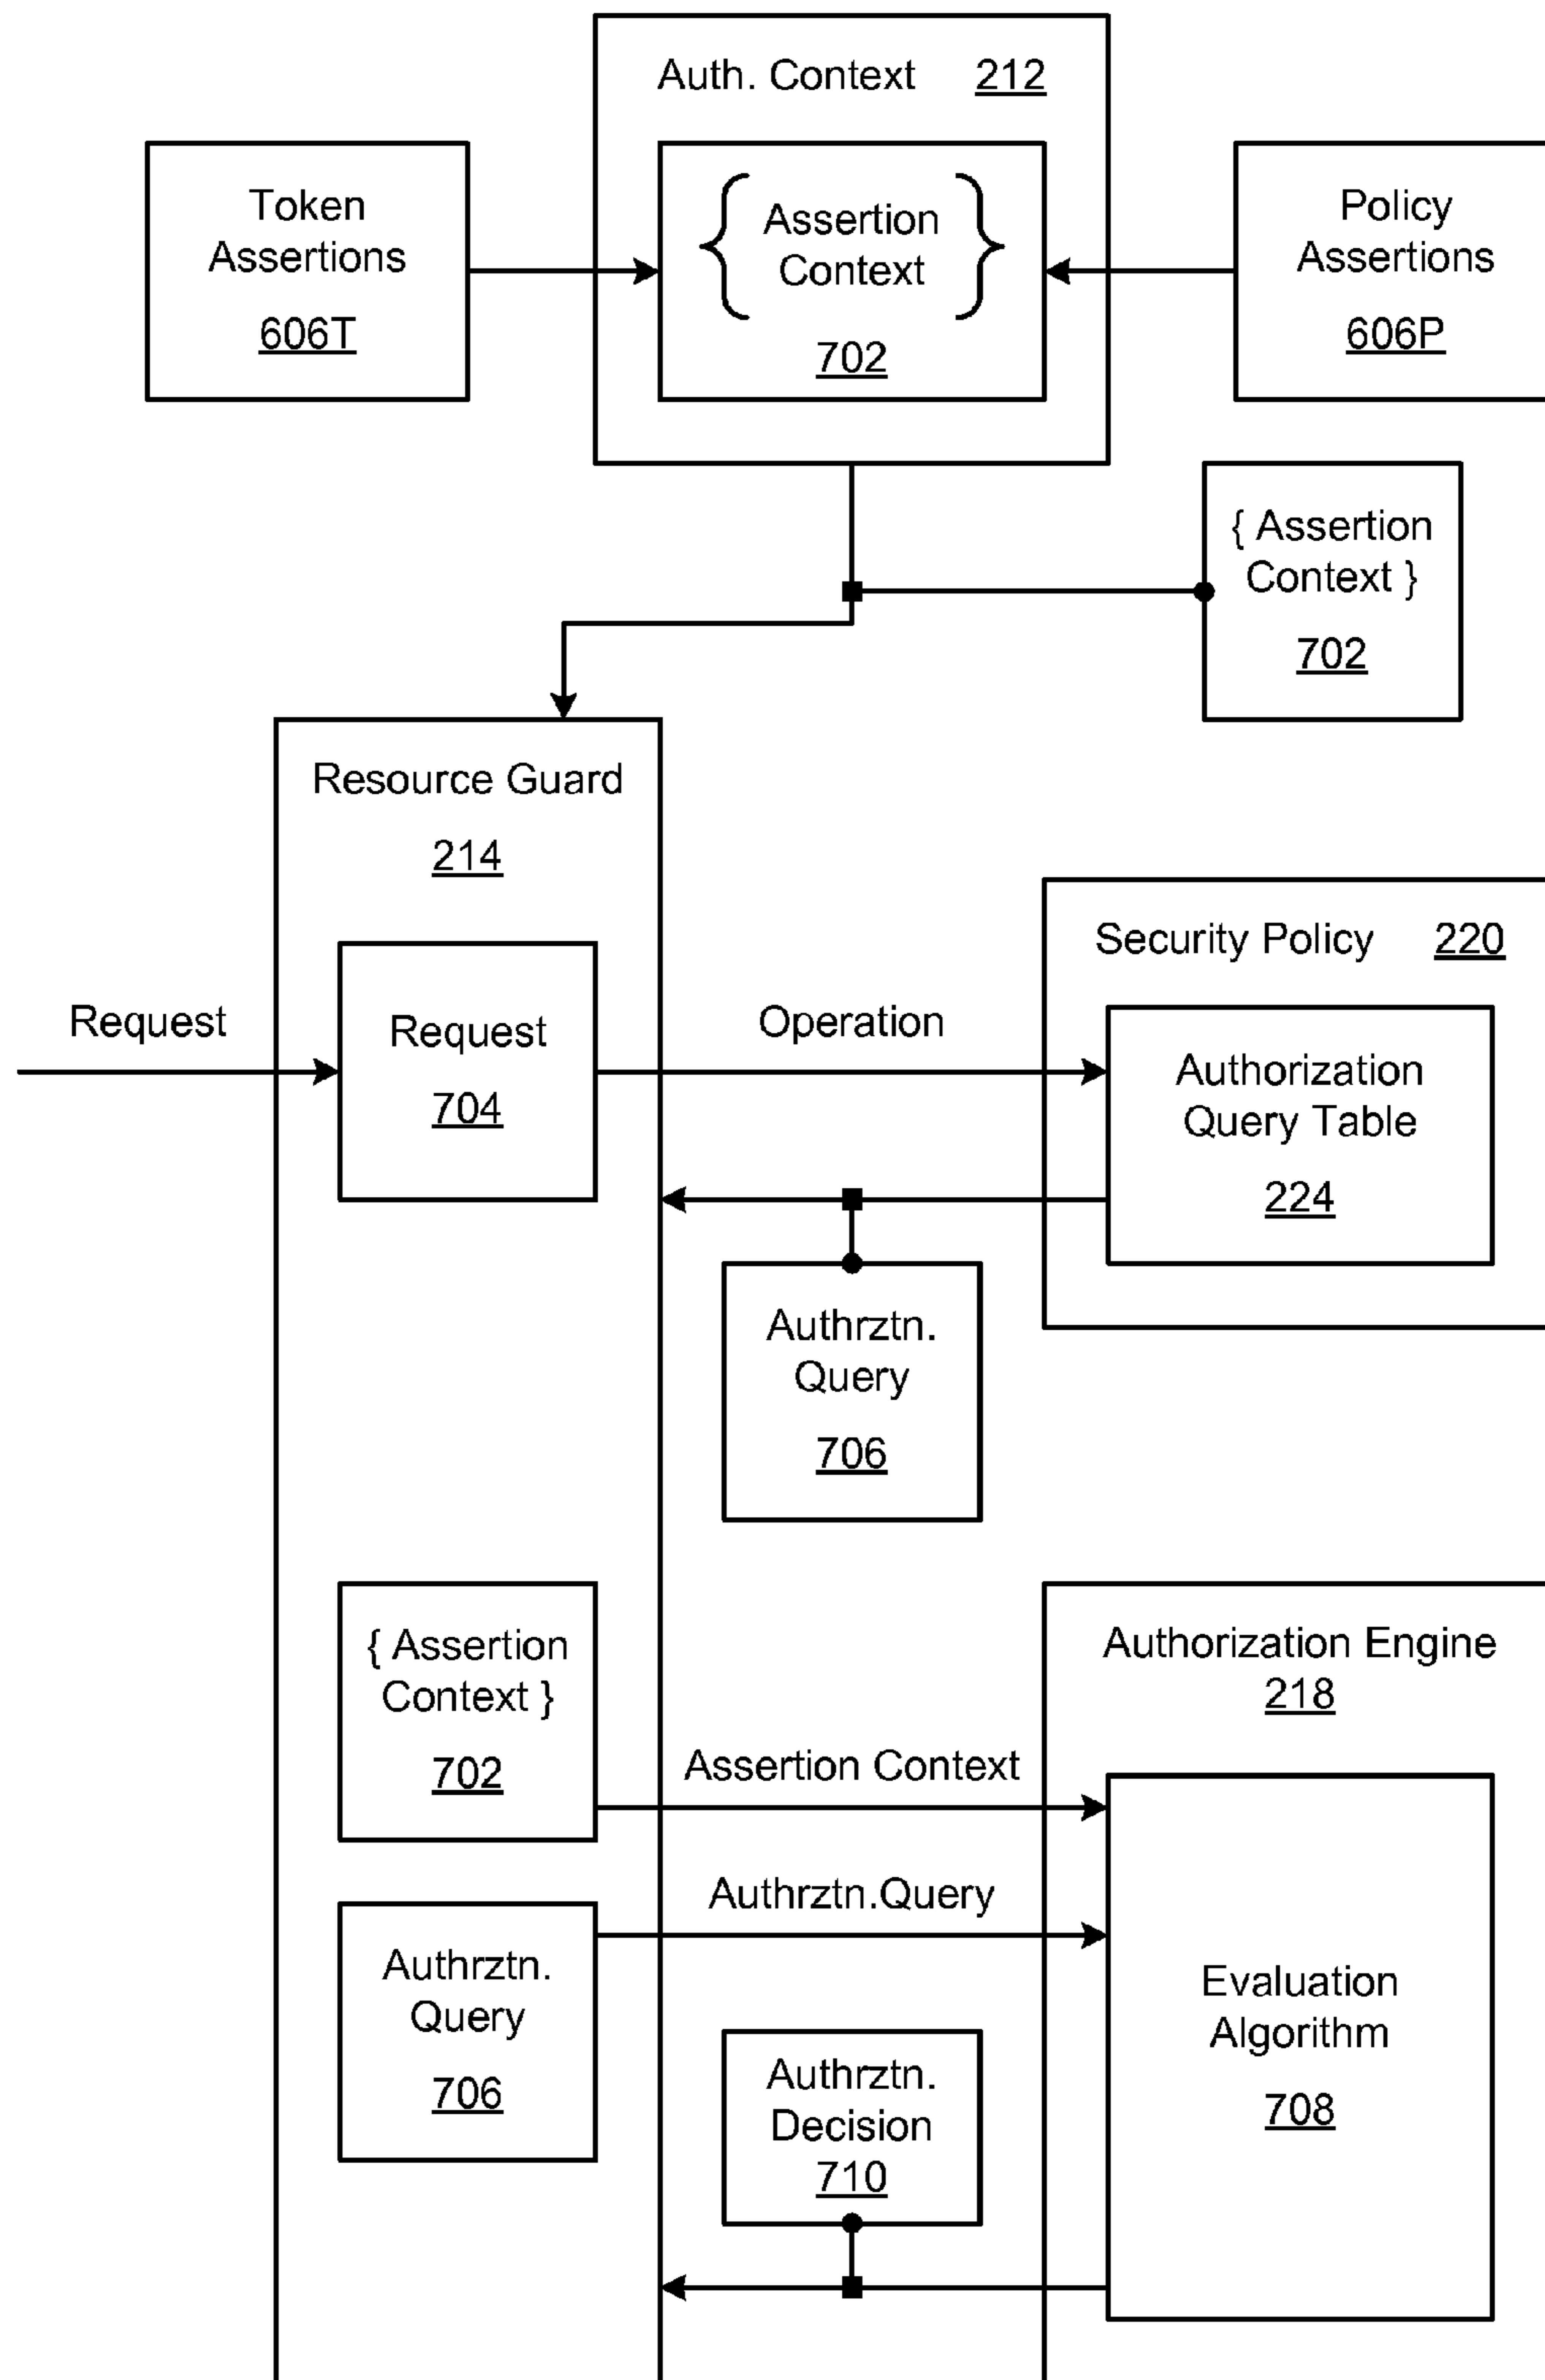 Auth. Context 212
Token
Assertions
606T
{ Assertion
Context }
702
Policy
Assertions
606P
{ Assertion
Context }
702
Resource Guard
214
Security Policy 220
Request
Request
704
Operation
Authorization
Query Table
224
Authrztn.
Query
706
{ Assertion
Context }
702
Authorization Engine
218
Assertion Context
Authrztn.Query
Authrztn.
Query
706
Evaluation
Algorithm
708
Authrztn.
Decision
710